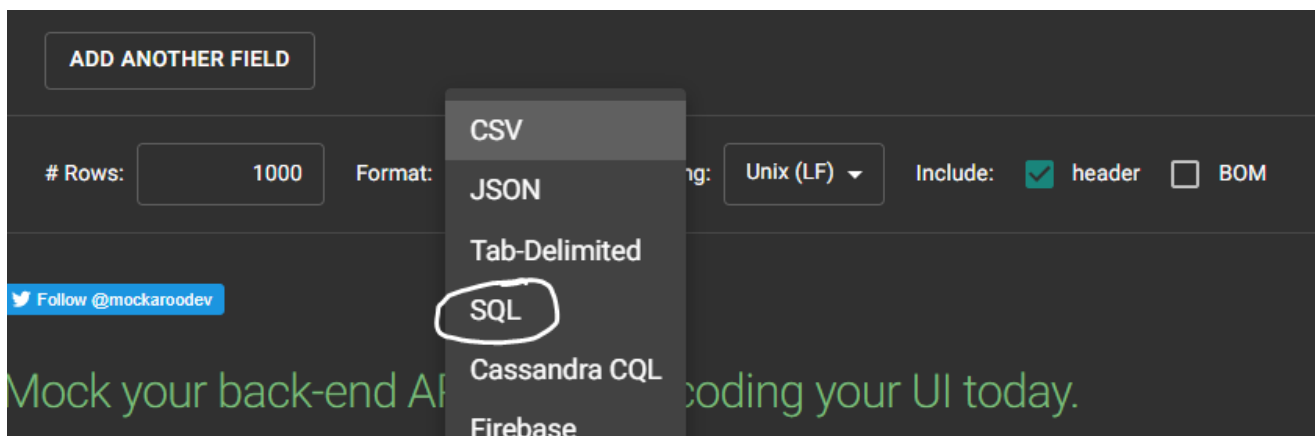 ADD ANOTHER FIELD
CSV
# Rows: 1000 Format: ng: Unix (LF) Include: header BOM
JSON
Tab-Delimited
Follow @mockaroodev
SQL
Cassandra CQL
Mock your back-end AP coding your UI today.
Firebase